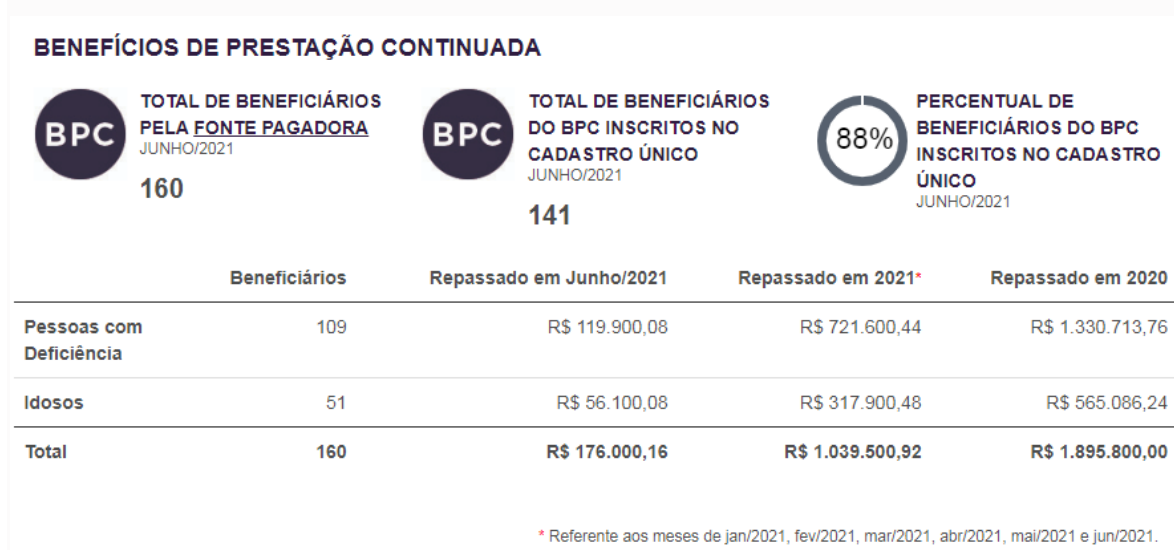 BENEFÍCIOS DE PRESTAÇÃO CONTINUADA
BPC
TOTAL DE BENEFICIÁRIOS
PELA FONTE PAGADORA
JUNHO/2021
160
BPC
TOTAL DE BENEFICIÁRIOS
DO BPC INSCRITOS NO
CADASTRO ÚNICO
JUNHO/2021
141
88%
PERCENTUAL DE
BENEFICIÁRIOS DO BPC
INSCRITOS NO CADASTRO
ÚNICO
JUNHO/2021
Beneficiários Repassado em Junho/2021 Repassado em 2021* Repassado em 2020
Pessoas com
Deficiência 109 R$ 119.900,08 R$ 721.600,44 R$ 1.330.713,76
Idosos 51 R$ 56.100,08 R$ 317.900,48 R$ 565.086,24
Total 160 R$ 176.000,16 R$ 1.039.500,92 R$ 1.895.800,00
* Referente aos meses de jan/2021, fev/2021, mar/2021, abr/2021, mai/2021 e jun/2021.